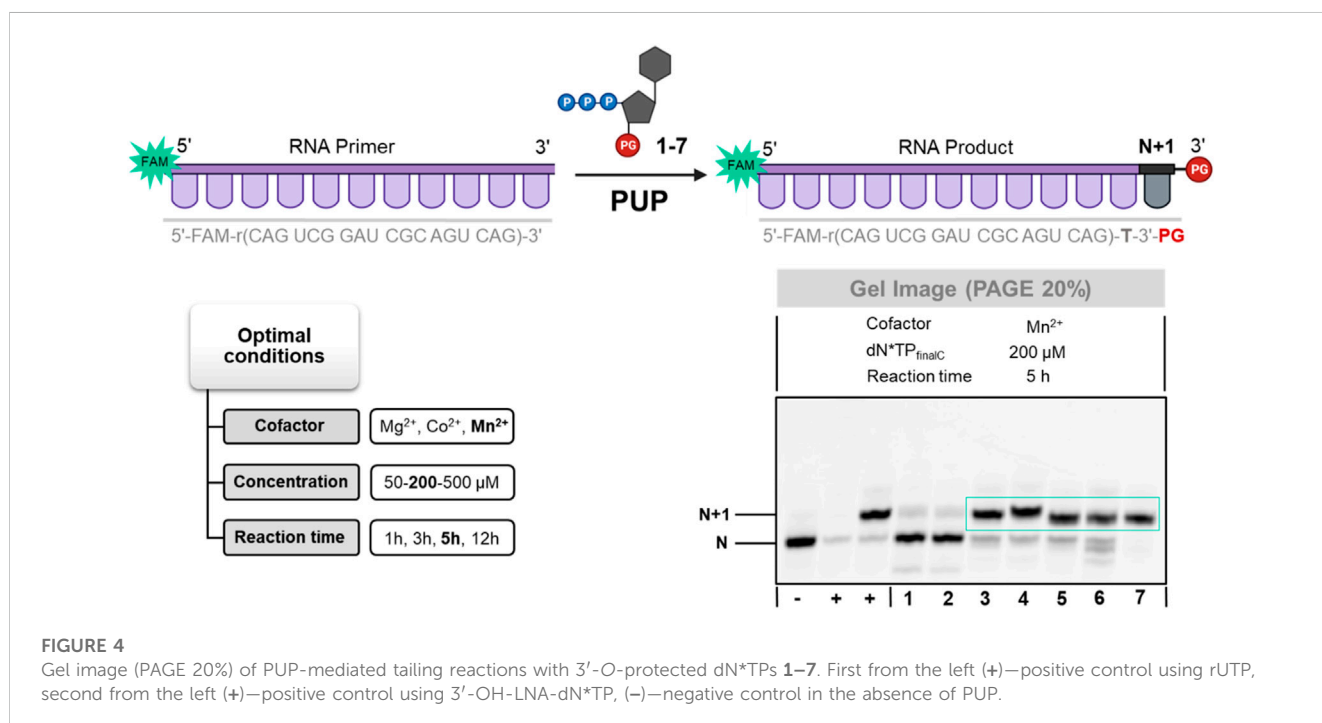 P P P
PG 1-7
5' RNA Primer 3'
FAM
PUP
5' RNA Product N+1 3'
FAM
PG
5'-FAM-r(CAG UCG GAU CGC AGU CAG)-3'
5'-FAM-r(CAG UCG GAU CGC AGU CAG)-T-3'-PG
Optimal
conditions
Cofactor Mg²⁺, Co²⁺, Mn²⁺
Concentration 50-200-500 µM
Reaction time 1h, 3h, 5h, 12h
Gel Image (PAGE 20%)
Cofactor Mn²⁺
dN*TPfinalC 200 µM
Reaction time 5 h
N+1
N
- + + 1 2 3 4 5 6 7
FIGURE 4
Gel image (PAGE 20%) of PUP-mediated tailing reactions with 3′-O-protected dN*TPs 1–7. First from the left (+)—positive control using rUTP,
second from the left (+)—positive control using 3′-OH-LNA-dN*TP, (−)—negative control in the absence of PUP.